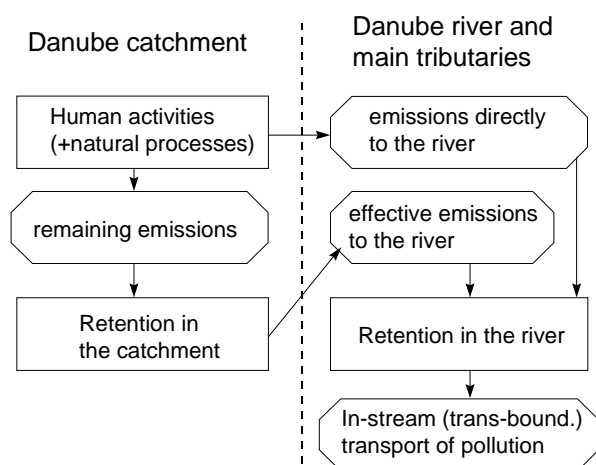 Danube catchment
Danube river and
main tributaries
Human activities
(+natural processes)
emissions directly
to the river
remaining emissions
effective emissions
to the river
Retention in
the catchment
Retention in the river
In-stream (trans-bound.)
transport of pollution